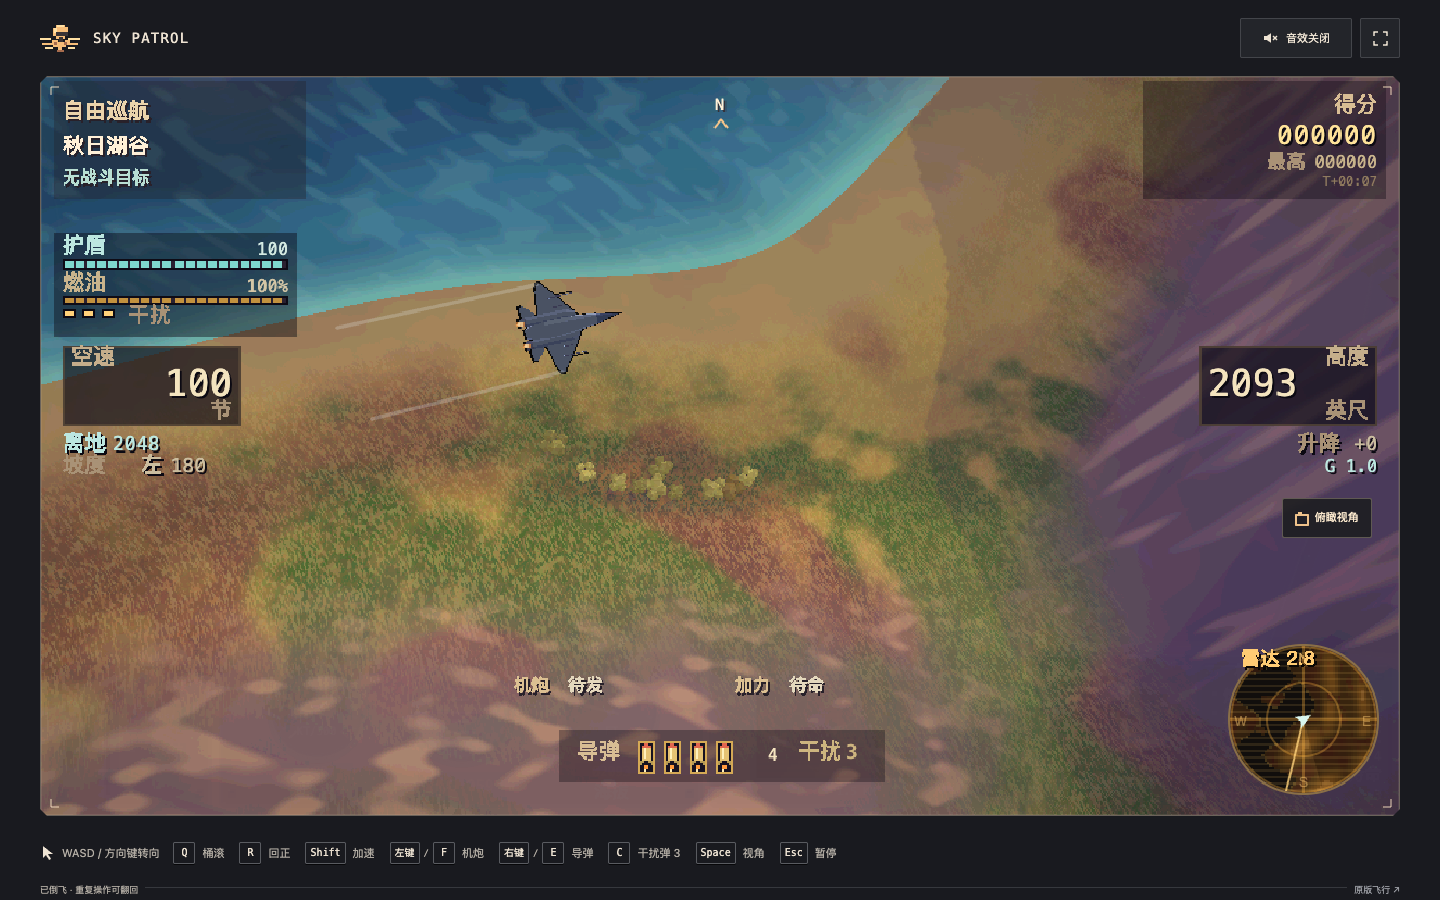 SKY PATROL
音效关闭
自由巡航
秋日湖谷
无战斗目标
N
得分
000000
最高 000000
T+00:07
护盾 100
燃油 100%
干扰
空速
100
节
离地 2048
坡度 左 180
高度
2093
英尺
升降 +0
G 1.0
俯瞰视角
雷达 2.8
W E
S
机炮 待发 加力 待命
导弹 4 干扰 3
WASD / 方向键转向 Q 桶滚 R 回正 Shift 加速 左键 / F 机炮 右键 / E 导弹 C 干扰弹 3 Space 视角 Esc 暂停
已倒飞 · 重复操作可翻回
原版飞行 ↗